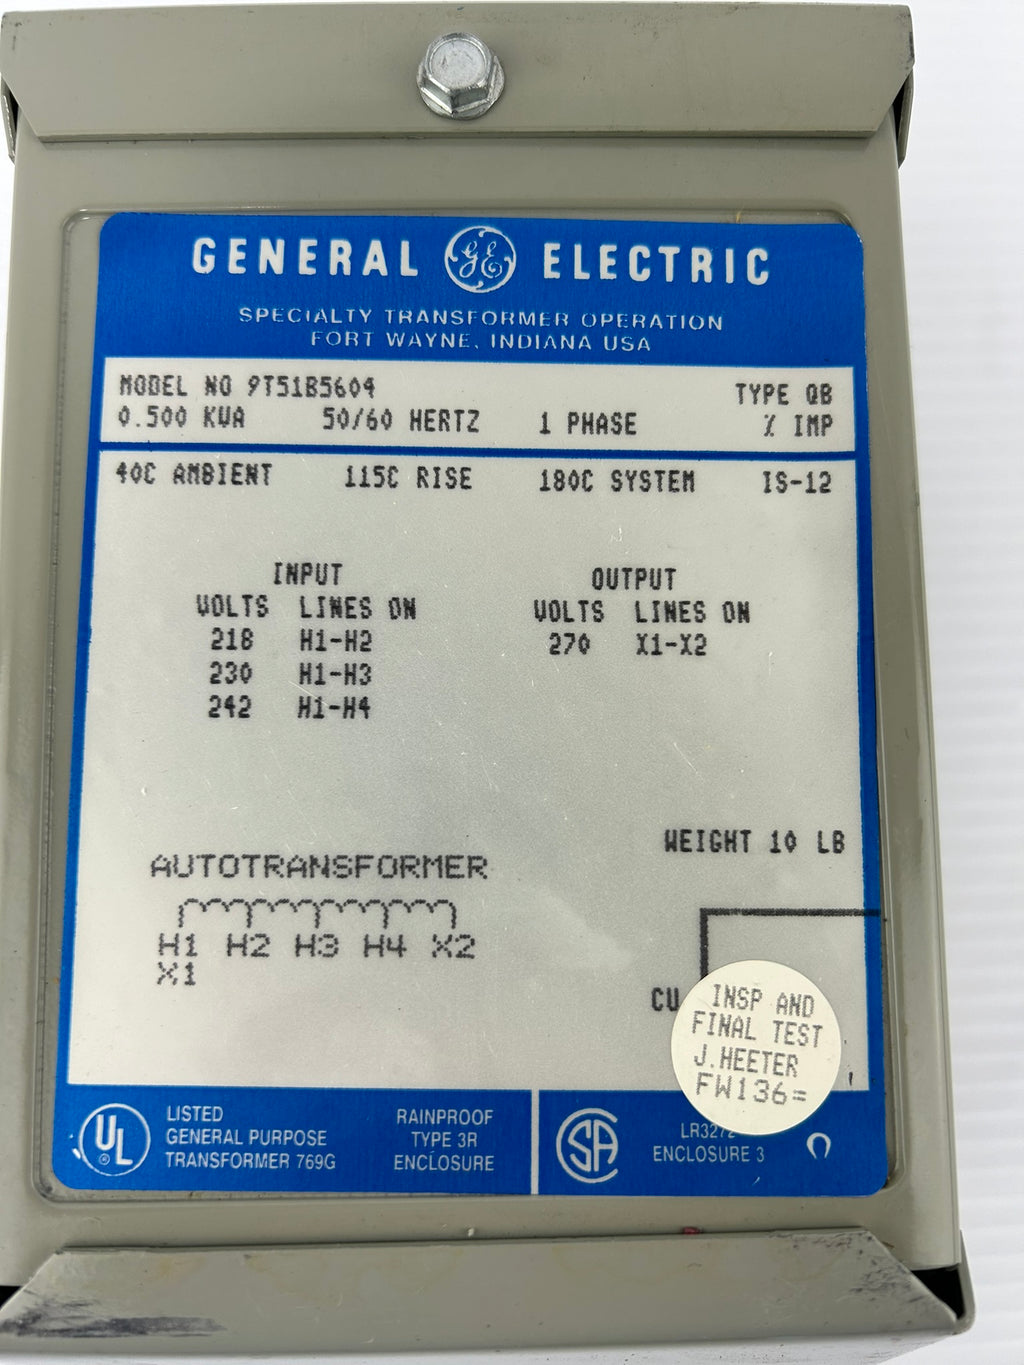 GENERAL GE ELECTRIC
SPECIALTY TRANSFORMER OPERATION
FORT WAYNE, INDIANA USA
MODEL NO 9T51B5604 TYPE QB
0.500 KVA 50/60 HERTZ 1 PHASE % IMP
40C AMBIENT 115C RISE 180C SYSTEM IS-12
INPUT OUTPUT
VOLTS LINES ON VOLTS LINES ON
218 H1-H2 270 X1-X2
230 H1-H3
242 H1-H4
WEIGHT 10 LB
AUTOTRANSFORMER
H1 H2 H3 H4 X2
X1
CU
INSP AND
FINAL TEST
J.HEETER
FW136=
UL ®
LISTED
GENERAL PURPOSE
TRANSFORMER 769G
RAINPROOF
TYPE 3R
ENCLOSURE
SA
ENCLOSURE 3